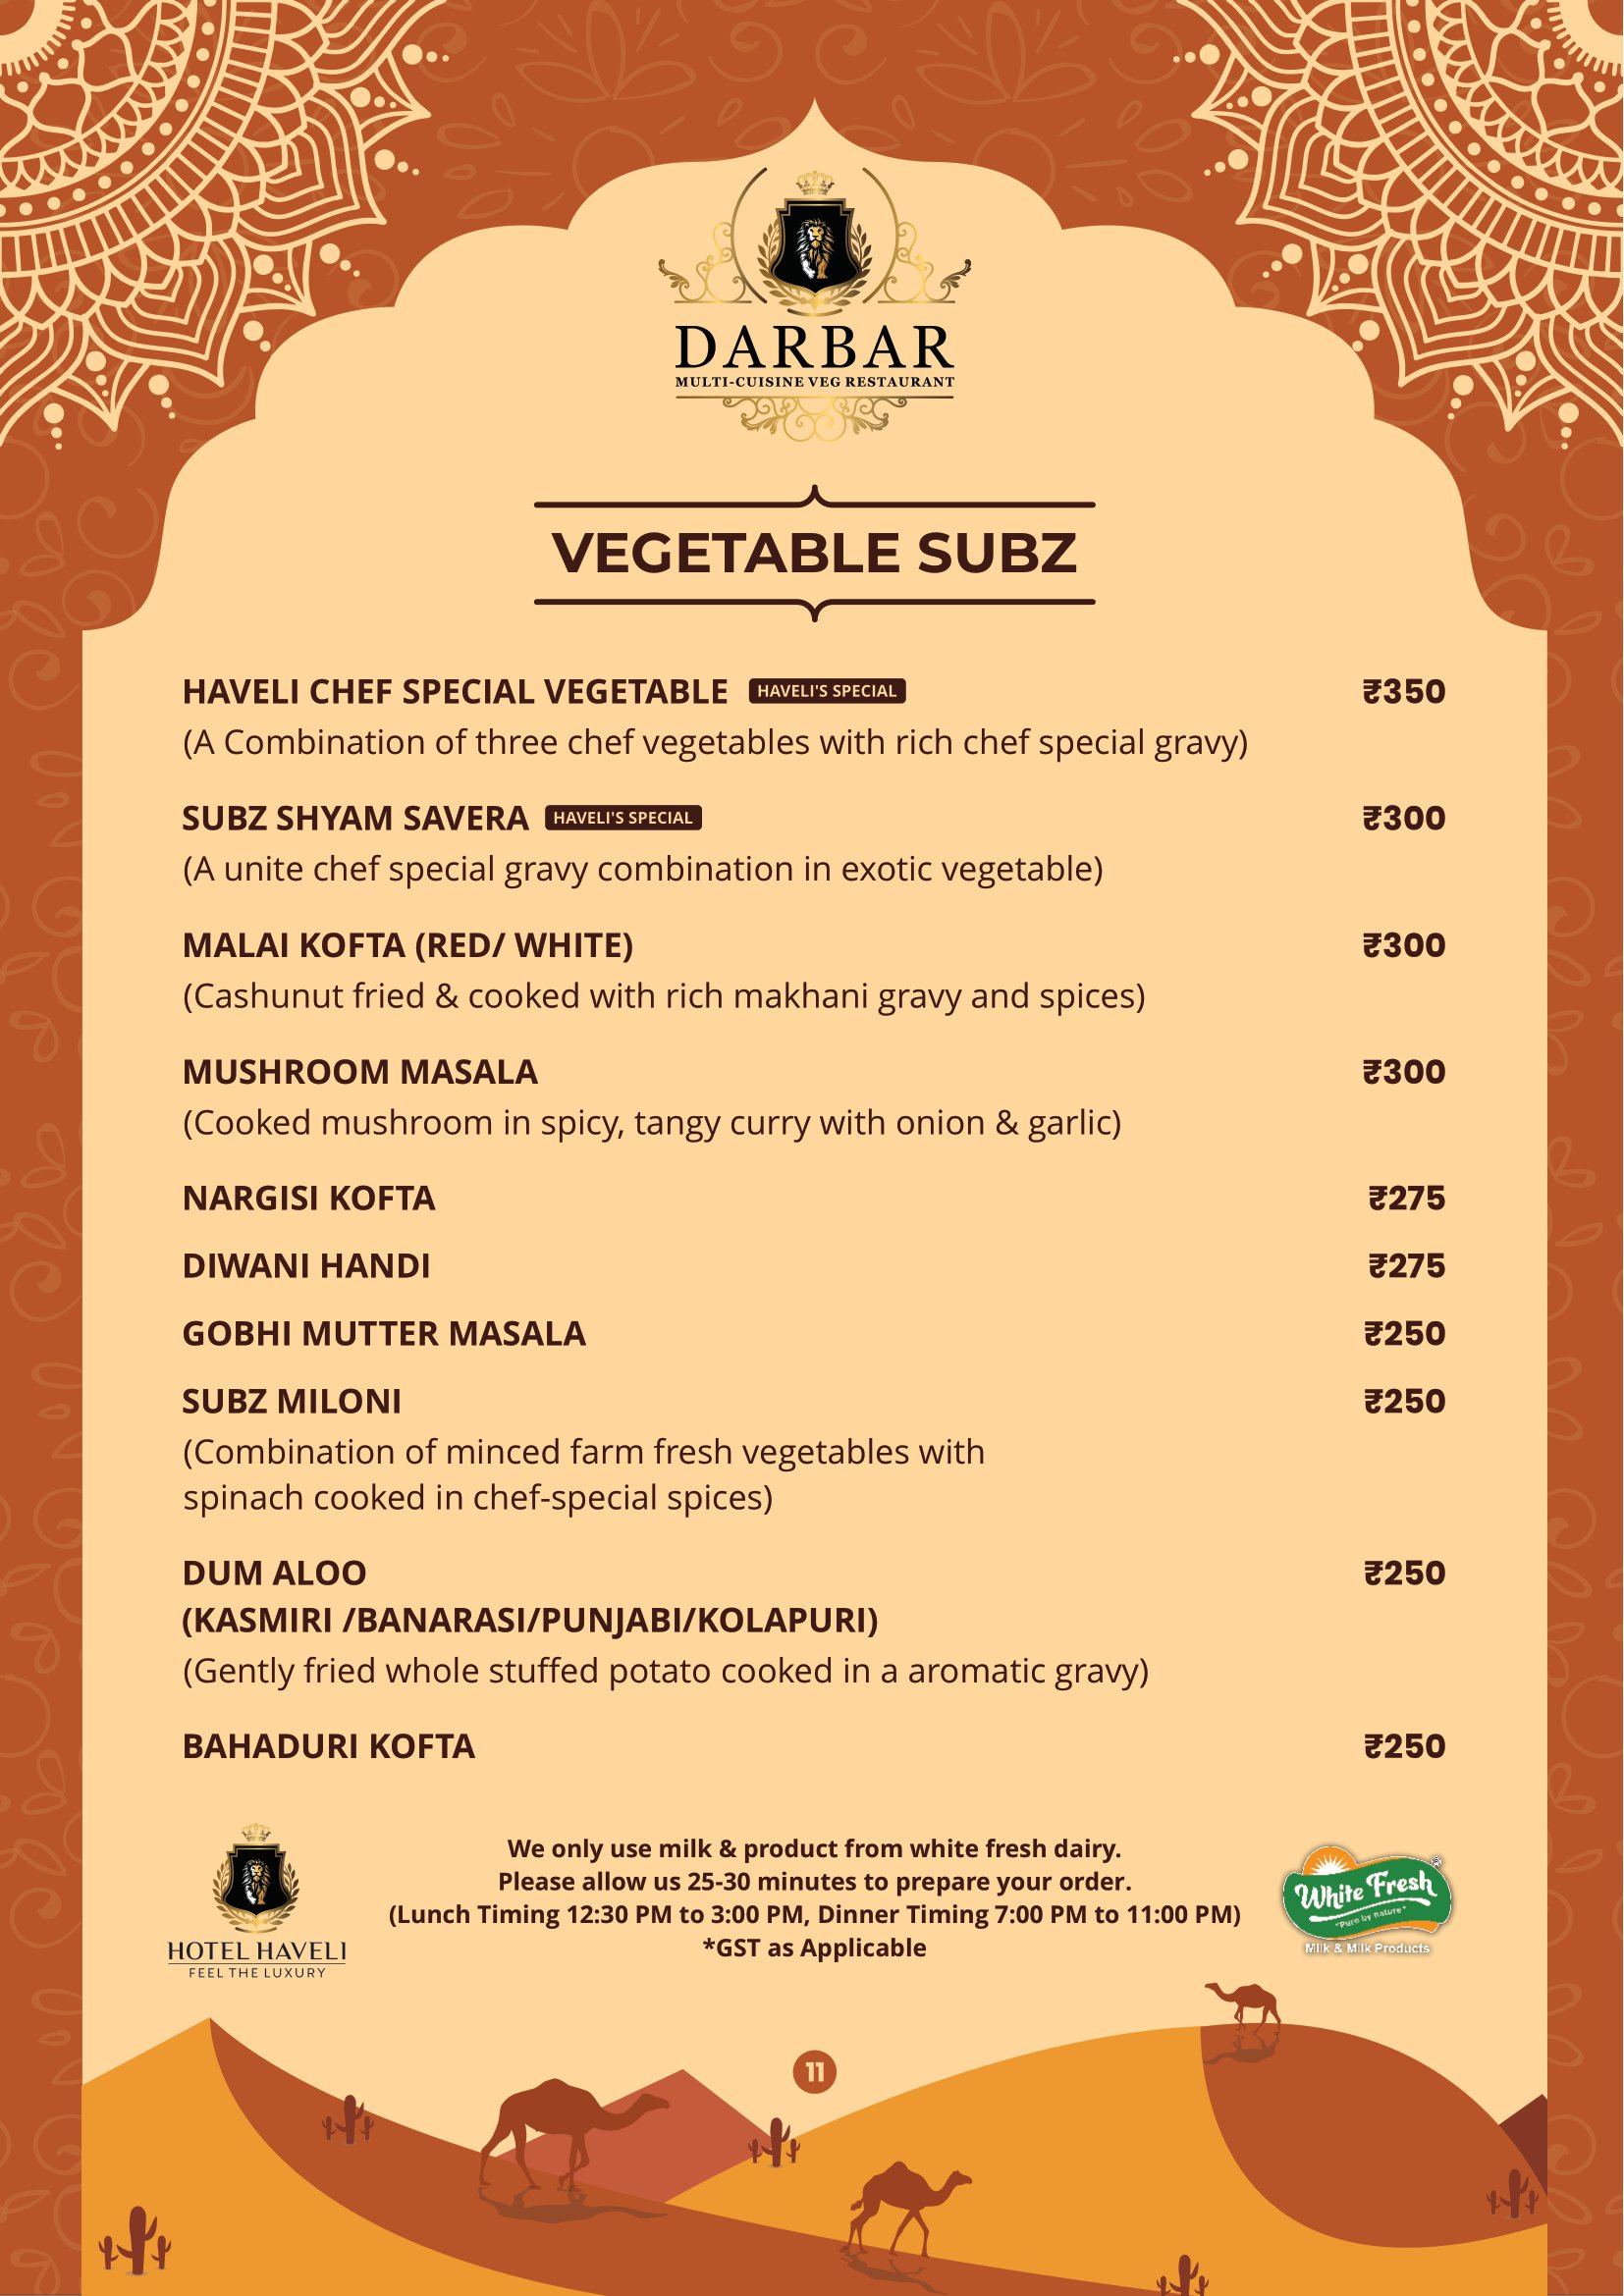 DARBAR
MULTI-CUISINE VEG RESTAURANT
VEGETABLE SUBZ
HAVELI CHEF SPECIAL VEGETABLE HAVELI'S SPECIAL ₹350
(A Combination of three chef vegetables with rich chef special gravy)
SUBZ SHYAM SAVERA HAVELI'S SPECIAL ₹300
(A unite chef special gravy combination in exotic vegetable)
MALAI KOFTA (RED/ WHITE) ₹300
(Cashunut fried & cooked with rich makhani gravy and spices)
MUSHROOM MASALA ₹300
(Cooked mushroom in spicy, tangy curry with onion & garlic)
NARGISI KOFTA ₹275
DIWANI HANDI ₹275
GOBHI MUTTER MASALA ₹250
SUBZ MILONI ₹250
(Combination of minced farm fresh vegetables with
spinach cooked in chef-special spices)
DUM ALOO ₹250
(KASMIRI /BANARASI/PUNJABI/KOLAPURI)
(Gently fried whole stuffed potato cooked in a aromatic gravy)
BAHADURI KOFTA ₹250
We only use milk & product from white fresh dairy.
Please allow us 25-30 minutes to prepare your order.
(Lunch Timing 12:30 PM to 3:00 PM, Dinner Timing 7:00 PM to 11:00 PM)
*GST as Applicable
HOTEL HAVELI
FEEL THE LUXURY
White Fresh ®
"Pure by nature"
Milk & Milk Products
11